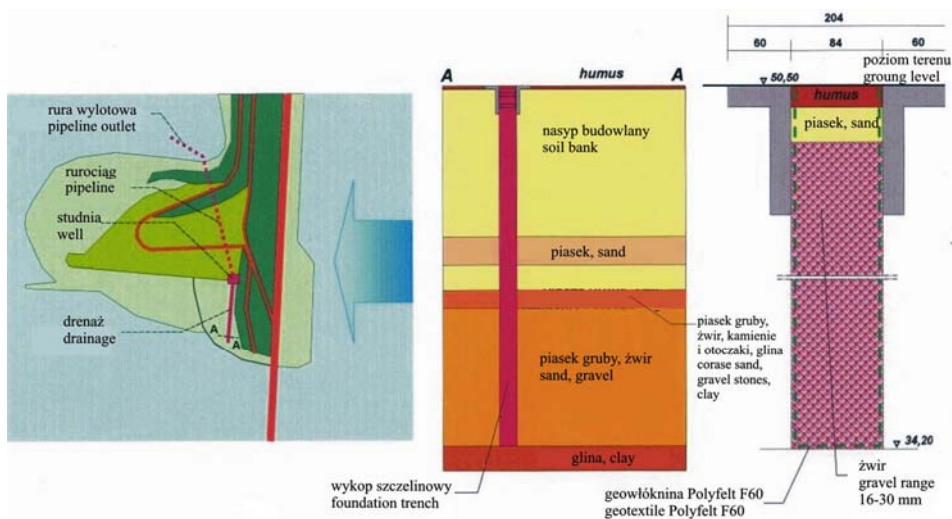 rura wylotowa
pipeline outlet
rurociąg
pipeline
studnia
well
drenaż
drainage
A
A
A
humus
A
nasyp budowlany
soil bank
piasek, sand
piasek gruby, żwir
sand, gravel
glina, clay
wykop szczelinowy
foundation trench
piasek gruby,
żwir, kamienie
i otoczaki, glina
corase sand,
gravel stones,
clay
204
60
84
60
poziom terenu
groung level
50,50
humus
piasek, sand
34,20
żwir
gravel range
16-30 mm
geowłóknina Polyfelt F60
geotextile Polyfelt F60